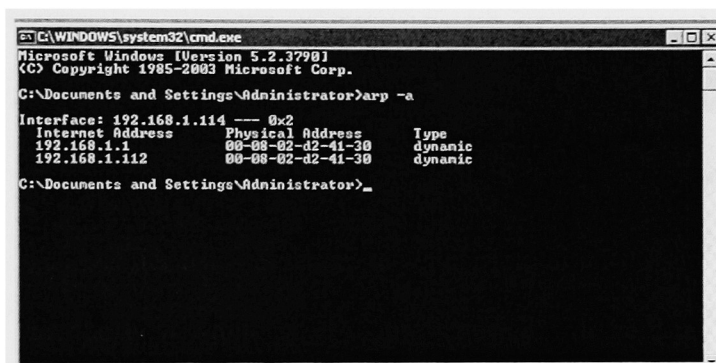 C:\WINDOWS\system32\cmd.exe
Microsoft Windows [Version 5.2.3790]
(C) Copyright 1985-2003 Microsoft Corp.
C:\Documents and Settings\Administrator>arp -a
Interface: 192.168.1.114 --- 0x2
Internet Address Physical Address Type
192.168.1.1 00-08-02-d2-41-30 dynamic
192.168.1.112 00-08-02-d2-41-30 dynamic
C:\Documents and Settings\Administrator>_